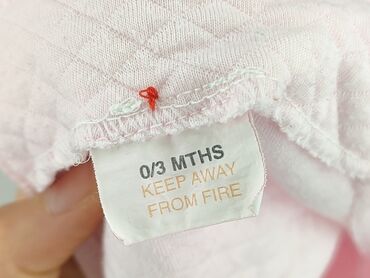 0/3 MTHS
KEEP AWAY
FROM FIRE